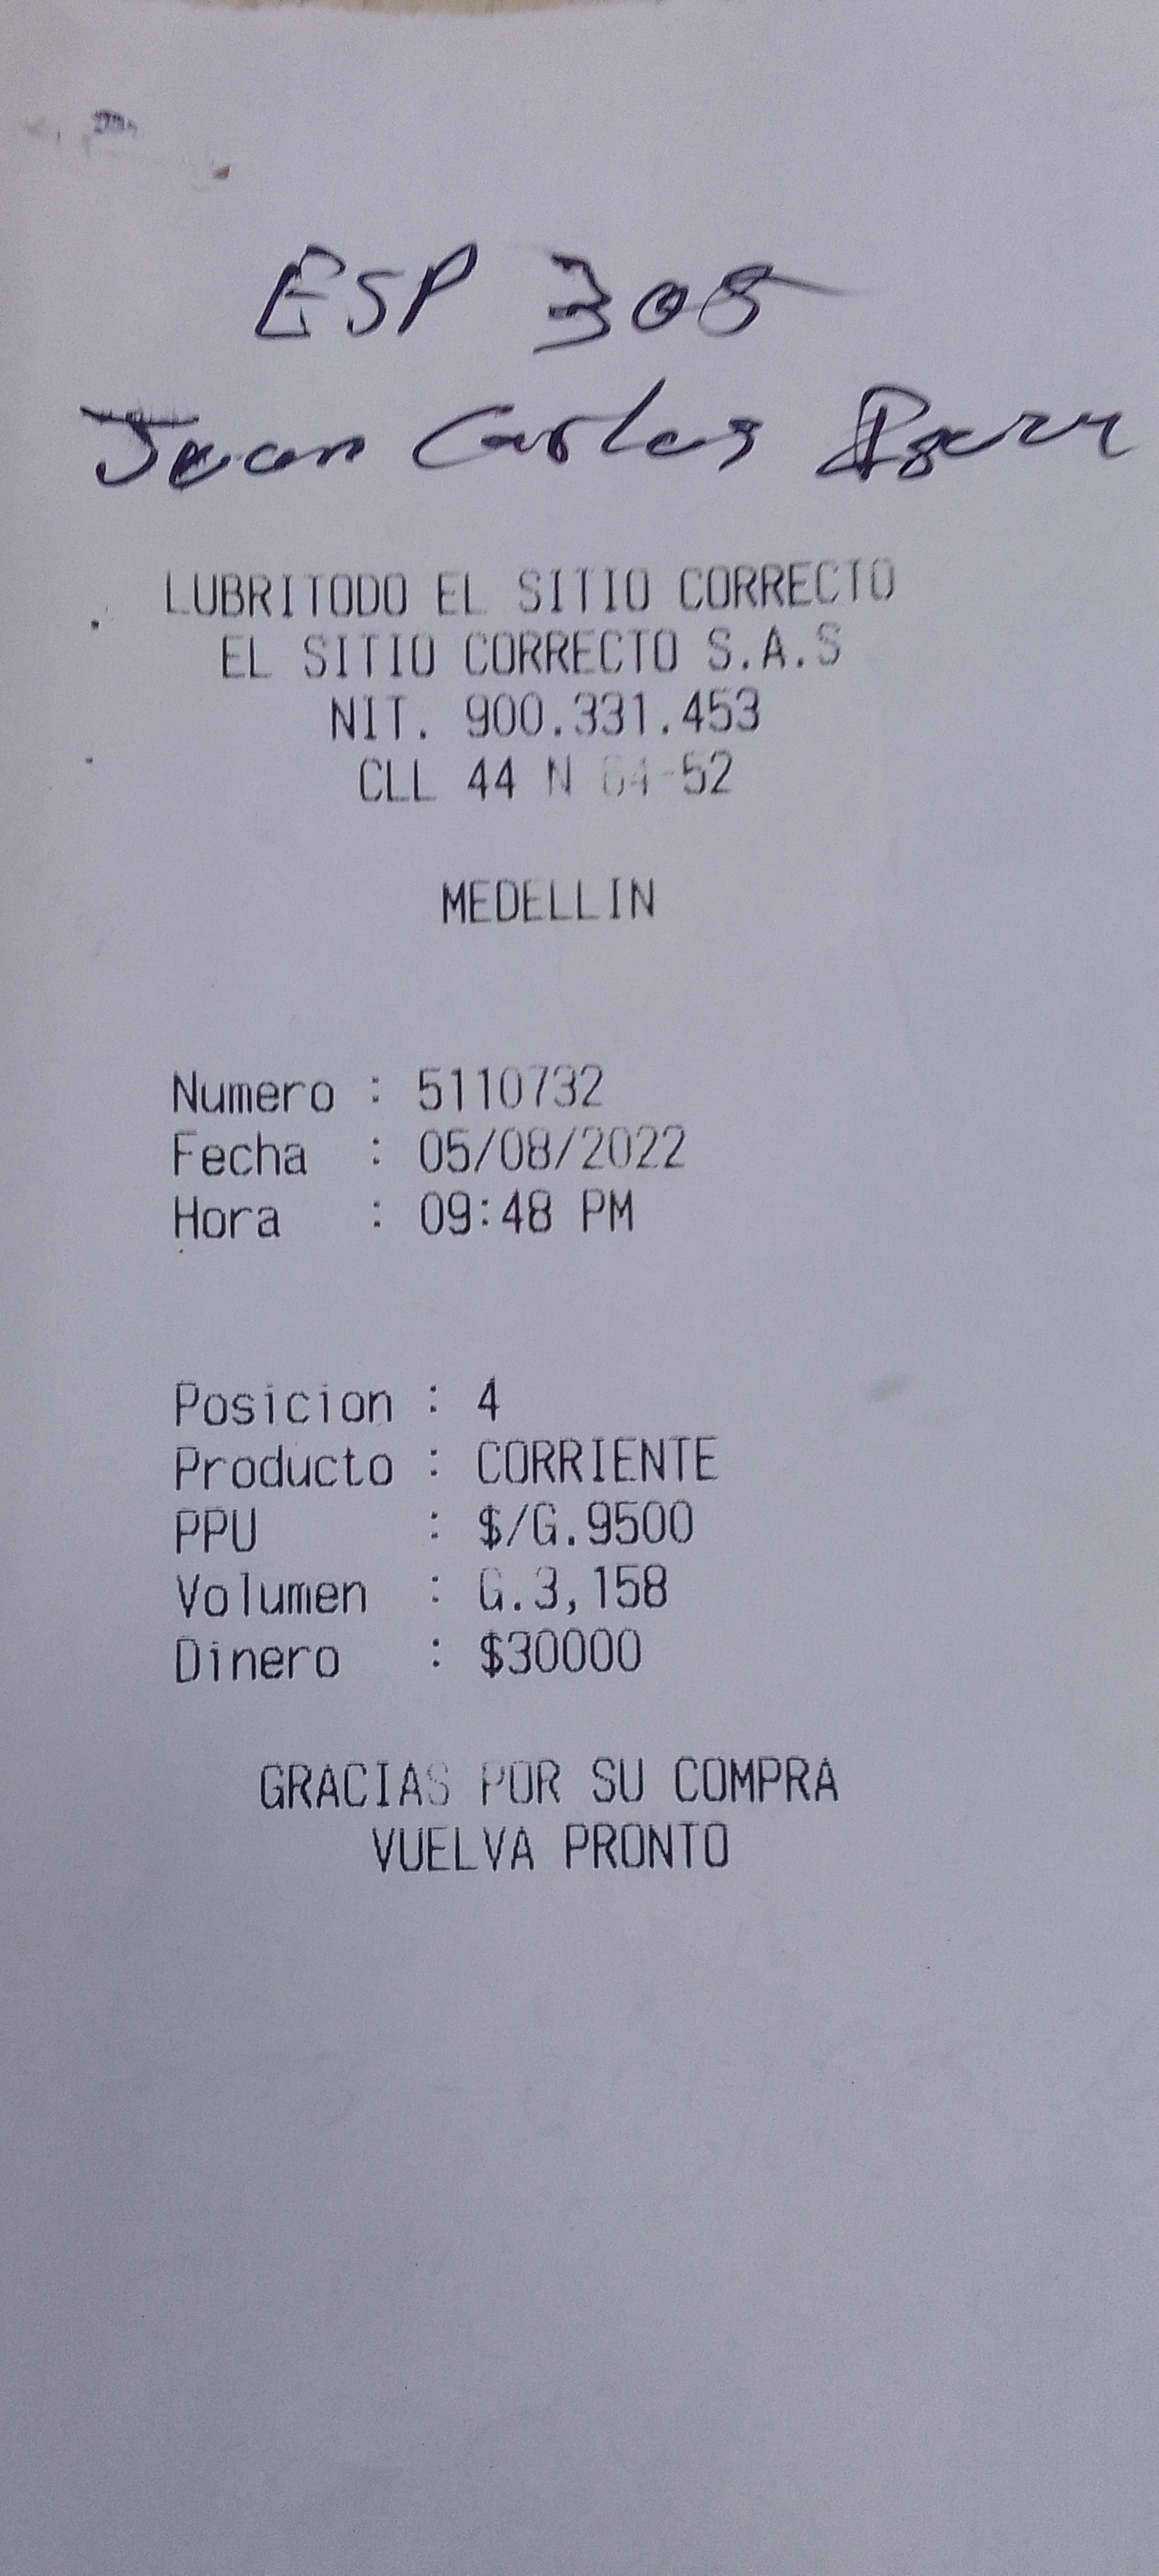 ESP 305
Juan Carlos
LUBRITODO EL SITIO CORRECTO
EL SITIO CORRECTO S.A.S
NIT. 900.331.453
CLL 44 N 64-52
MEDELLIN
Numero : 5110732
Fecha : 05/08/2022
Hora : 09:48 PM
Posicion : 4
Producto : CORRIENTE
PPU : $/G.9500
Volumen : G.3,158
Dinero : $30000
GRACIAS POR SU COMPRA
VUELVA PRONTO